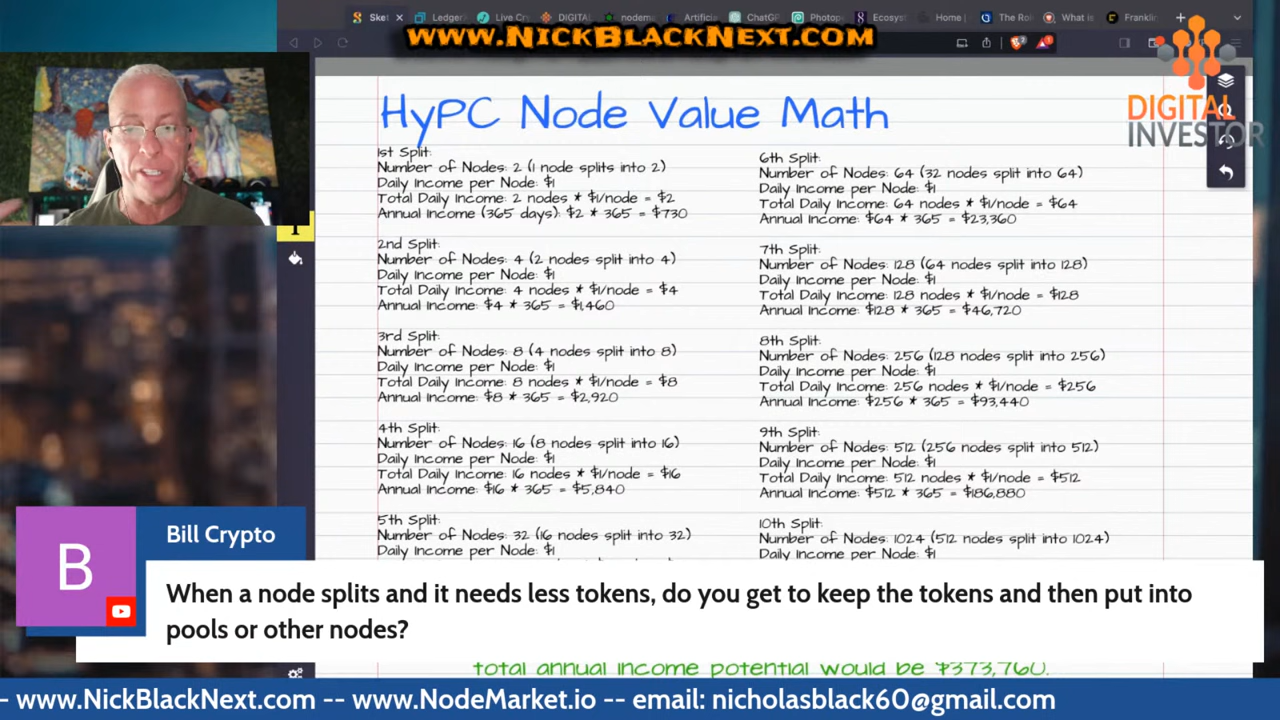 Sket
Ledger
Live Cry
DIGITAL
nodem
Artificia
ChatGP
Photop
Ecosyst
Home |
The Rol
What is
Franklin
www.NickBlackNext.com
DIGITAL
INVESTOR
HyPC Node Value Math
1st Split:
Number of Nodes: 2 (1 node splits into 2)
Daily Income per Node: $1
Total Daily Income: 2 nodes * $1/node = $2
Annual Income (365 days): $2 * 365 = $730
2nd Split:
Number of Nodes: 4 (2 nodes split into 4)
Daily Income per Node: $1
Total Daily Income: 4 nodes * $1/node = $4
Annual Income: $4 * 365 = $1,460
3rd Split:
Number of Nodes: 8 (4 nodes split into 8)
Daily Income per Node: $1
Total Daily Income: 8 nodes * $1/node = $8
Annual Income: $8 * 365 = $2,920
4th Split:
Number of Nodes: 16 (8 nodes split into 16)
Daily Income per Node: $1
Total Daily Income: 16 nodes * $1/node = $16
Annual Income: $16 * 365 = $5,840
5th Split:
Number of Nodes: 32 (16 nodes split into 32)
Daily Income per Node: $1
6th Split:
Number of Nodes: 64 (32 nodes split into 64)
Daily Income per Node: $1
Total Daily Income: 64 nodes * $1/node = $64
Annual Income: $64 * 365 = $23,360
7th Split:
Number of Nodes: 128 (64 nodes split into 128)
Daily Income per Node: $1
Total Daily Income: 128 nodes * $1/node = $128
Annual Income: $128 * 365 = $46,720
8th Split:
Number of Nodes: 256 (128 nodes split into 256)
Daily Income per Node: $1
Total Daily Income: 256 nodes * $1/node = $256
Annual Income: $256 * 365 = $93,440
9th Split:
Number of Nodes: 512 (256 nodes split into 512)
Daily Income per Node: $1
Total Daily Income: 512 nodes * $1/node = $512
Annual Income: $512 * 365 = $186,880
10th Split:
Number of Nodes: 1024 (512 nodes split into 1024)
Daily Income per Node: $1
total annual income potential would be $373,760.
B
Bill Crypto
When a node splits and it needs less tokens, do you get to keep the tokens and then put into
pools or other nodes?
- www.NickBlackNext.com -- www.NodeMarket.io -- email: nicholasblack60@gmail.com